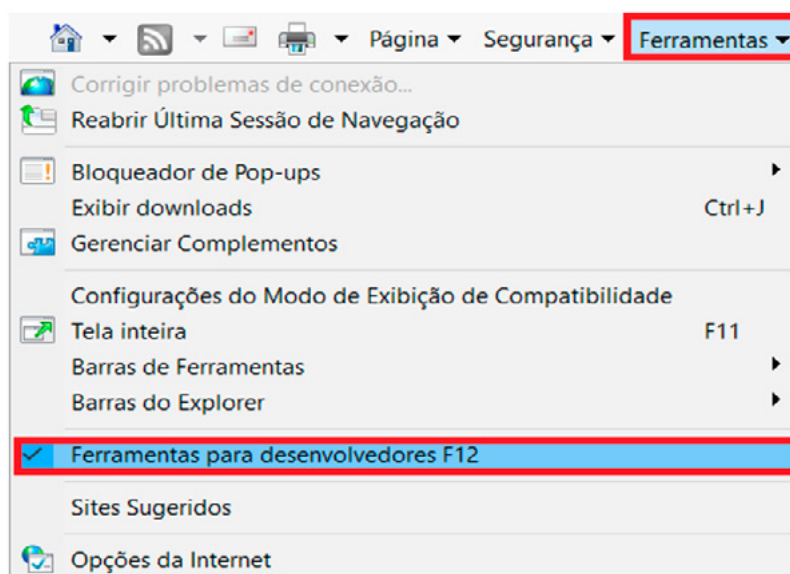 Página Segurança Ferramentas
Corrigir problemas de conexão...
Reabrir Última Sessão de Navegação
Bloqueador de Pop-ups
Exibir downloads Ctrl+J
Gerenciar Complementos
Configurações do Modo de Exibição de Compatibilidade
Tela inteira F11
Barras de Ferramentas
Barras do Explorer
Ferramentas para desenvolvedores F12
Sites Sugeridos
Opções da Internet